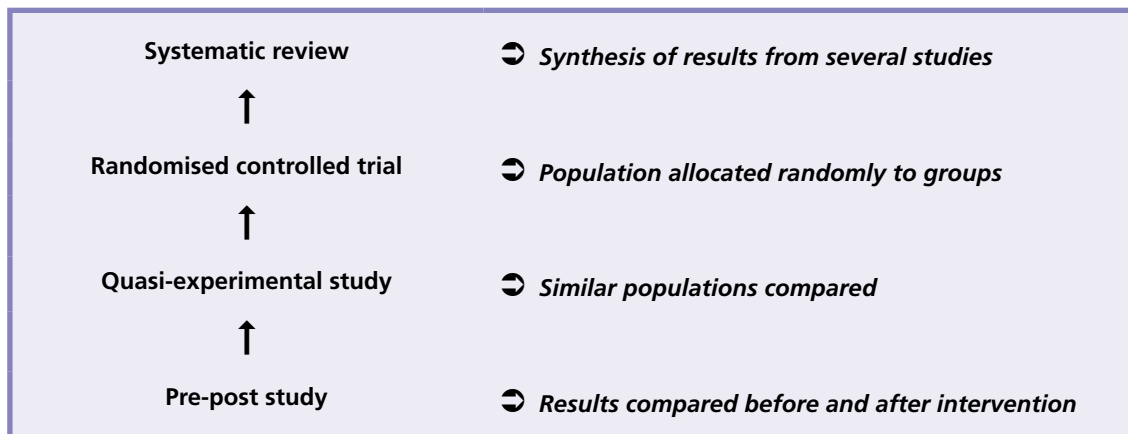 Systematic review ➲ Synthesis of results from several studies
↑
Randomised controlled trial ➲ Population allocated randomly to groups
↑
Quasi-experimental study ➲ Similar populations compared
↑
Pre-post study ➲ Results compared before and after intervention